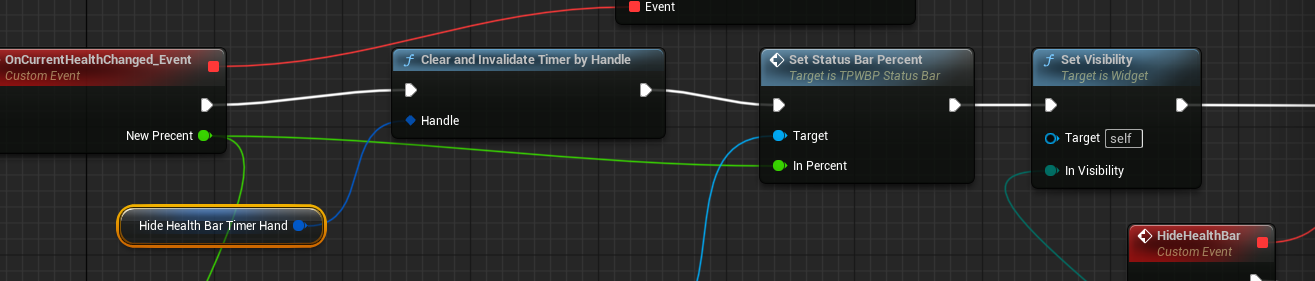 Event
OnCurrentHealthChanged_Event
Custom Event
New Precent
Clear and Invalidate Timer by Handle
Handle
Set Status Bar Percent
Target is TPWBP Status Bar
Target
In Percent
Set Visibility
Target is Widget
Target self
In Visibility
Hide Health Bar Timer Hand
HideHealthBar
Custom Event